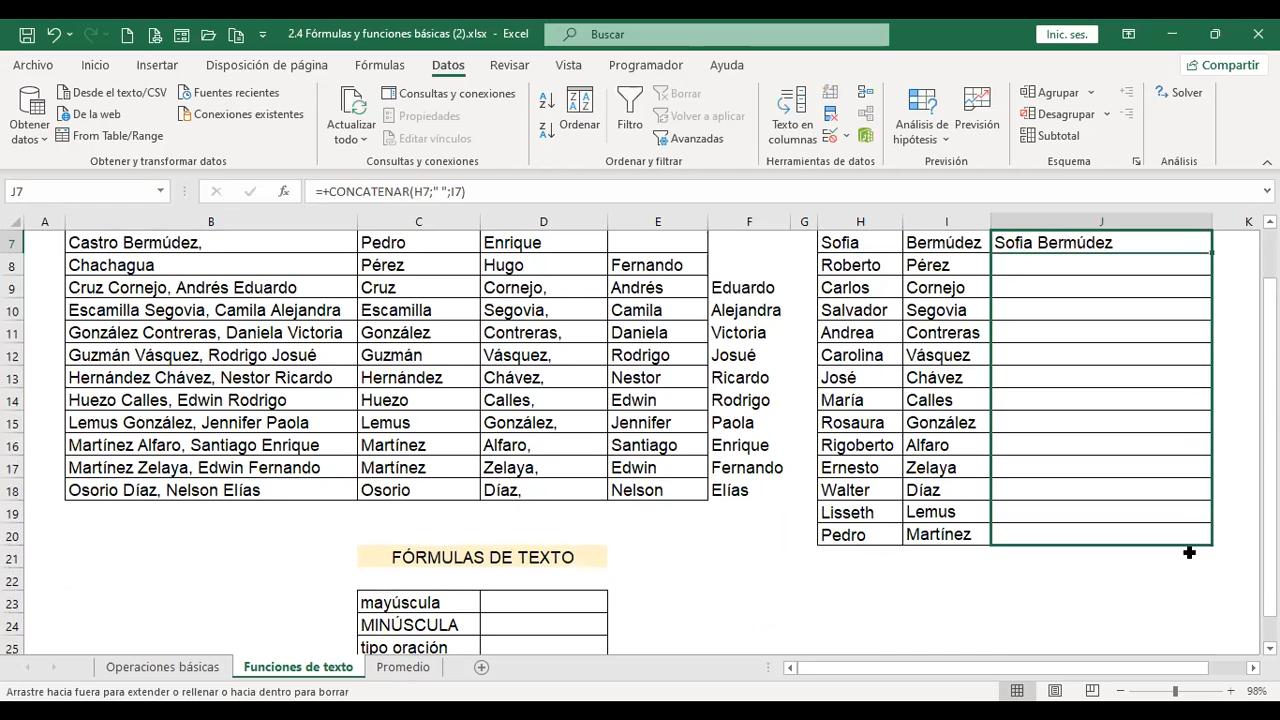 2.4 Fórmulas y funciones básicas (2).xlsx - Excel
Buscar
Inic. ses.
Archivo Inicio Insertar Disposición de página Fórmulas Datos Revisar Vista Programador Ayuda Compartir
Obtener datos
Desde el texto/CSV
De la web
From Table/Range
Fuentes recientes
Conexiones existentes
Obtener y transformar datos
Actualizar todo
Consultas y conexiones
Propiedades
Editar vínculos
Consultas y conexiones
Ordenar
Filtro
Borrar
Volver a aplicar
Avanzadas
Ordenar y filtrar
Texto en columnas
Herramientas de datos
Análisis de hipótesis
Previsión
Previsión
Agrupar
Desagrupar
Subtotal
Esquema
Solver
Análisis
J7
fx
=+CONCATENAR(H7;" ";I7)
A B C D E F G H I J K
7 Castro Bermúdez, Pedro Enrique Sofia Bermúdez Sofia Bermúdez
8 Chachagua Pérez Hugo Fernando Roberto Pérez
9 Cruz Cornejo, Andrés Eduardo Cruz Cornejo, Andrés Eduardo Carlos Cornejo
10 Escamilla Segovia, Camila Alejandra Escamilla Segovia, Camila Alejandra Salvador Segovia
11 González Contreras, Daniela Victoria González Contreras, Daniela Victoria Andrea Contreras
12 Guzmán Vásquez, Rodrigo Josué Guzmán Vásquez, Rodrigo Josué Carolina Vásquez
13 Hernández Chávez, Nestor Ricardo Hernández Chávez, Nestor Ricardo José Chávez
14 Huezo Calles, Edwin Rodrigo Huezo Calles, Edwin Rodrigo María Calles
15 Lemus González, Jennifer Paola Lemus González, Jennifer Paola Rosaura González
16 Martínez Alfaro, Santiago Enrique Martínez Alfaro, Santiago Enrique Rigoberto Alfaro
17 Martínez Zelaya, Edwin Fernando Martínez Zelaya, Edwin Fernando Ernesto Zelaya
18 Osorio Díaz, Nelson Elías Osorio Díaz, Nelson Elías Walter Díaz
19 Lisseth Lemus
20 Pedro Martínez
21 FÓRMULAS DE TEXTO
22
23 mayúscula
24 MINÚSCULA
25 tipo oración
Operaciones básicas Funciones de texto Promedio
Arrastre hacia fuera para extender o rellenar o hacia dentro para borrar
98%